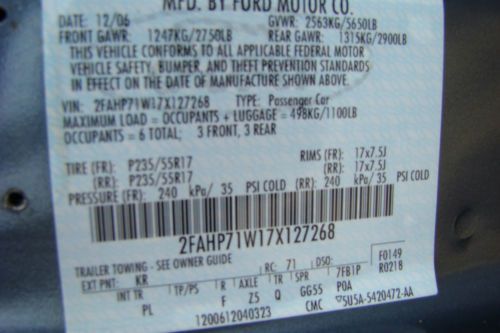 MFD. BY FORD MOTOR CO.
DATE: 12/06 GVWR: 2563KG/5650LB
FRONT GAWR: 1247KG/2750LB REAR GAWR: 1315KG/2900LB
THIS VEHICLE CONFORMS TO ALL APPLICABLE FEDERAL MOTOR
VEHICLE SAFETY, BUMPER, AND THEFT PREVENTION STANDARDS
IN EFFECT ON THE DATE OF MANUFACTURE SHOWN ABOVE.
VIN: 2FAHP71W17X127268 TYPE: Passenger Car
MAXIMUM LOAD = OCCUPANTS + LUGGAGE = 498KG/1100LB
OCCUPANTS = 6 TOTAL; 3 FRONT, 3 REAR
TIRE (FR): P235/55R17 RIMS (FR): 17x7.5J
(RR): P235/55R17 (RR): 17x7.5J
PRESSURE (FR): 240 kPa/ 35 PSI COLD
(RR): 240 kPa/ 35 PSI COLD
2FAHP71W17X127268
TRAILER TOWING - SEE OWNER GUIDE
EXT PNT: KR RC: 71 DSO: F0149
INT TR TP/PS R AXLE TR SPR 7FB1P R0218
PL F Z5 Q GG55 P0A
1200612040323 CMC 5U5A-5420472-AA